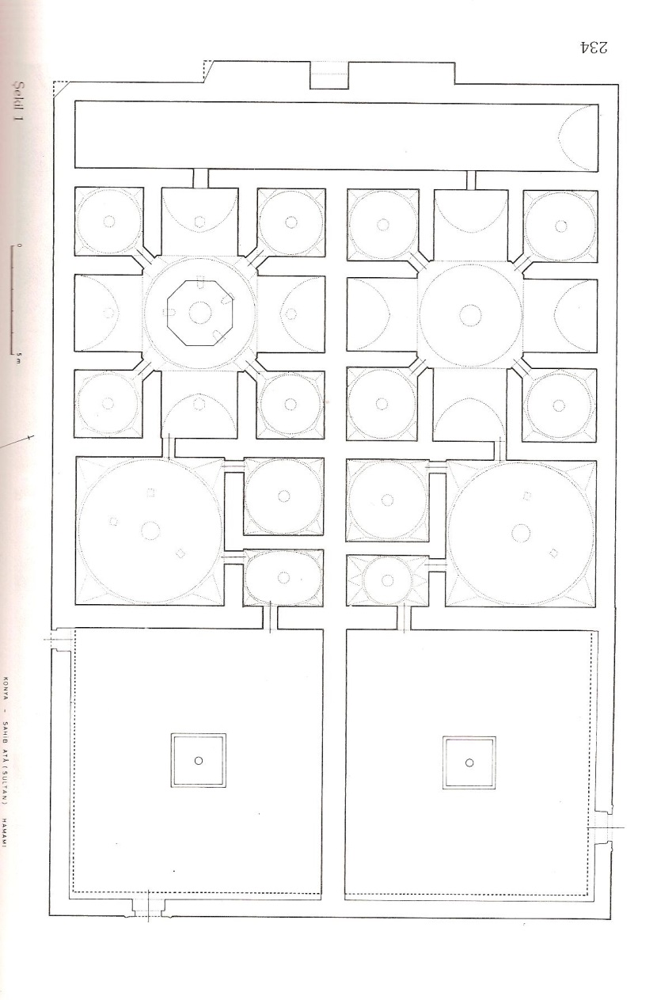 234
Şekil 1
0 5 m
KONYA - SAHİB ATÂ (SULTAN) HAMAMI